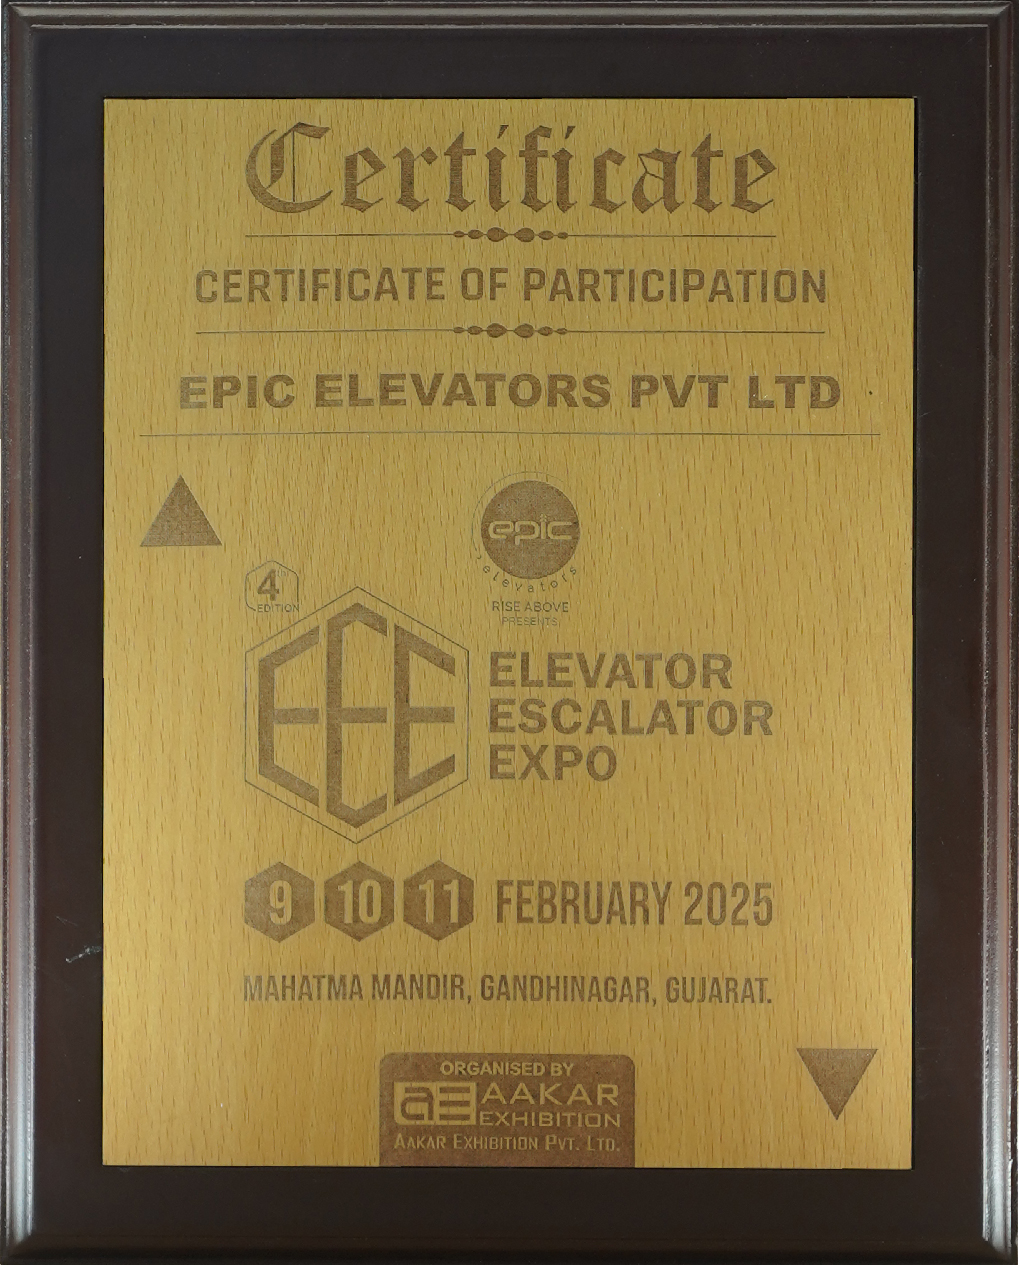 Certificate
CERTIFICATE OF PARTICIPATION
EPIC ELEVATORS PVT LTD
epic
elevators
RISE ABOVE
PRESENTS
4TH
EDITION
EEE
ELEVATOR
ESCALATOR
EXPO
9 10 11 FEBRUARY 2025
MAHATMA MANDIR, GANDHINAGAR, GUJARAT.
ORGANISED BY
aE AAKAR
EXHIBITION
AAKAR EXHIBITION PVT. LTD.